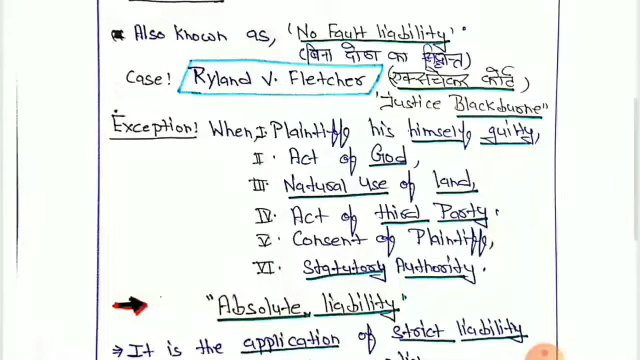 * Also known as, 'No Fault liability'
(बिना दोष का सिद्धान्त)
Case! Ryland V. Fletcher (एक्सचेकर कोर्ट)
"Justice Blackburne"
Exception! When, I. Plaintiff his himself guilty,
II. Act of God,
III. Natural use of land,
IV. Act of third Party.
V. Consent of Plaintiff,
VI. Statutory Authority.
"Absolute liability"
⇒ It is the application of strict liability